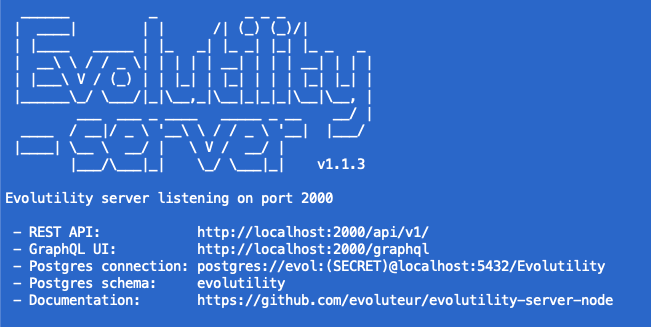 Evolutility
-server
v1.1.3
Evolutility server listening on port 2000
- REST API: http://localhost:2000/api/v1/
- GraphQL UI: http://localhost:2000/graphql
- Postgres connection: postgres://evol:(SECRET)@localhost:5432/Evolutility
- Postgres schema: evolutility
- Documentation: https://github.com/evoluteur/evolutility-server-node